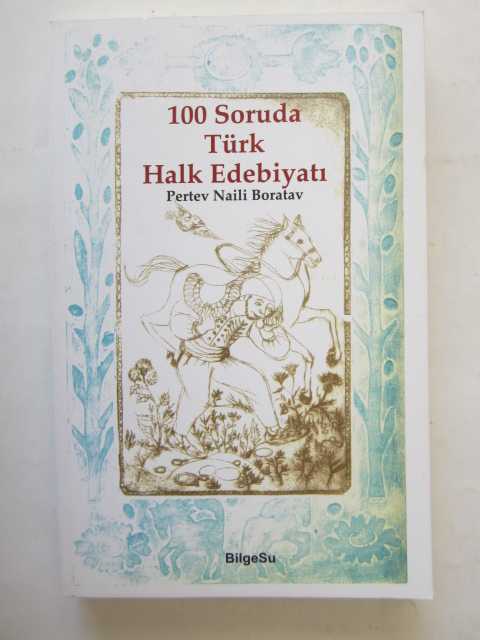 100 Soruda
Türk
Halk Edebiyatı
Pertev Naili Boratav
BilgeSu